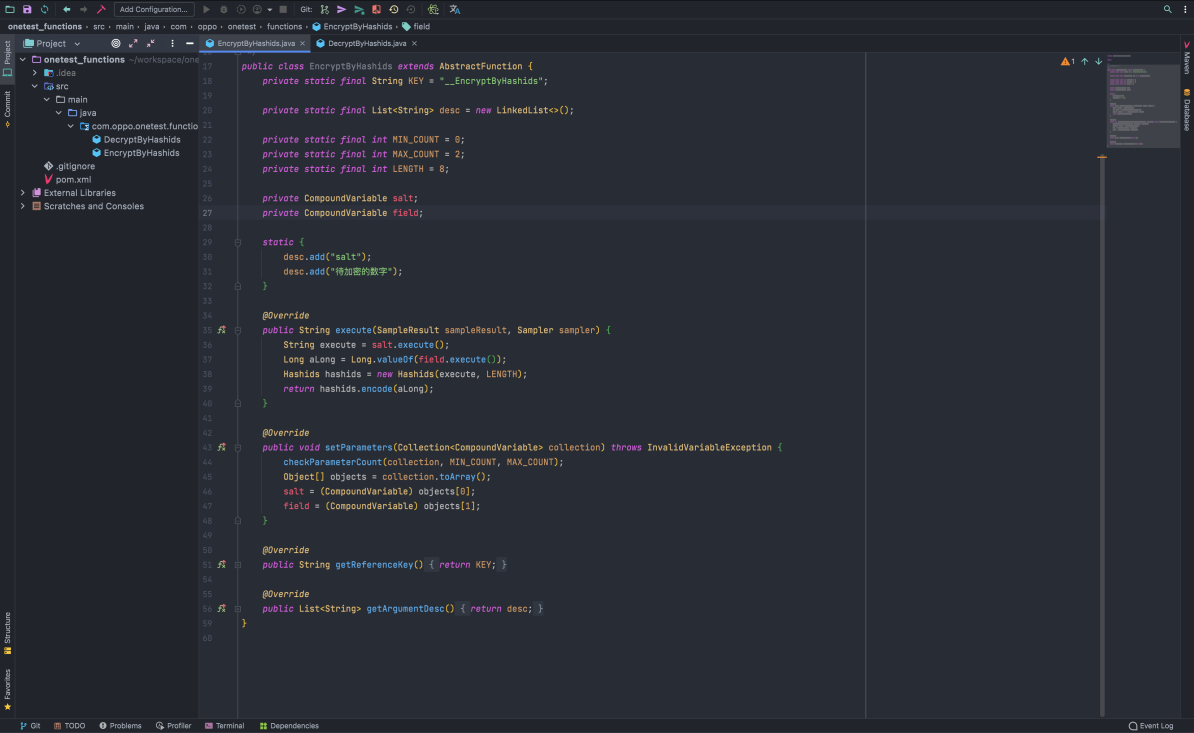 Add Configuration...
Git:
onetest_functions › src › main › java › com › oppo › onetest › functions › EncryptByHashids › field
Project
EncryptByHashids.java
DecryptByHashids.java
onetest_functions ~/workspace/one
.idea
src
main
java
com.oppo.onetest.functio
DecryptByHashids
EncryptByHashids
.gitignore
pom.xml
External Libraries
Scratches and Consoles
Project
Commit
Structure
Favorites
17 public class EncryptByHashids extends AbstractFunction {
18 private static final String KEY = "__EncryptByHashids";
19
20 private static final List<String> desc = new LinkedList<>();
21
22 private static final int MIN_COUNT = 0;
23 private static final int MAX_COUNT = 2;
24 private static final int LENGTH = 8;
25
26 private CompoundVariable salt;
27 private CompoundVariable field;
28
29 static {
30 desc.add("salt");
31 desc.add("待加密的数字");
32 }
33
34 @Override
35 public String execute(SampleResult sampleResult, Sampler sampler) {
36 String execute = salt.execute();
37 Long aLong = Long.valueOf(field.execute());
38 Hashids hashids = new Hashids(execute, LENGTH);
39 return hashids.encode(aLong);
40 }
41
42 @Override
43 public void setParameters(Collection<CompoundVariable> collection) throws InvalidVariableException {
44 checkParameterCount(collection, MIN_COUNT, MAX_COUNT);
45 Object[] objects = collection.toArray();
46 salt = (CompoundVariable) objects[0];
47 field = (CompoundVariable) objects[1];
48 }
49
50 @Override
51 public String getReferenceKey() { return KEY; }
54
55 @Override
56 public List<String> getArgumentDesc() { return desc; }
59 }
60
1
Maven
Database
Git
TODO
Problems
Profiler
Terminal
Dependencies
Event Log